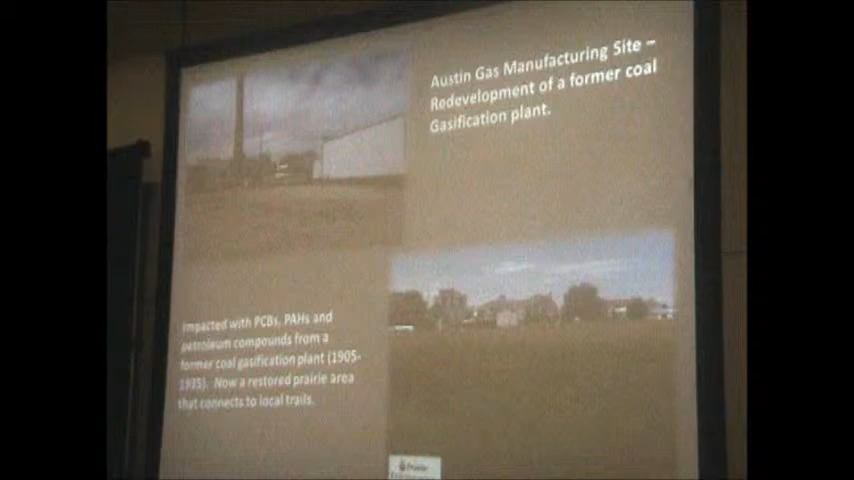 Austin Gas Manufacturing Site –
Redevelopment of a former coal
Gasification plant.
Impacted with PCBs, PAHs and
petroleum compounds from a
former coal gasification plant (1905-
1935). Now a restored prairie area
that connects to local trails.